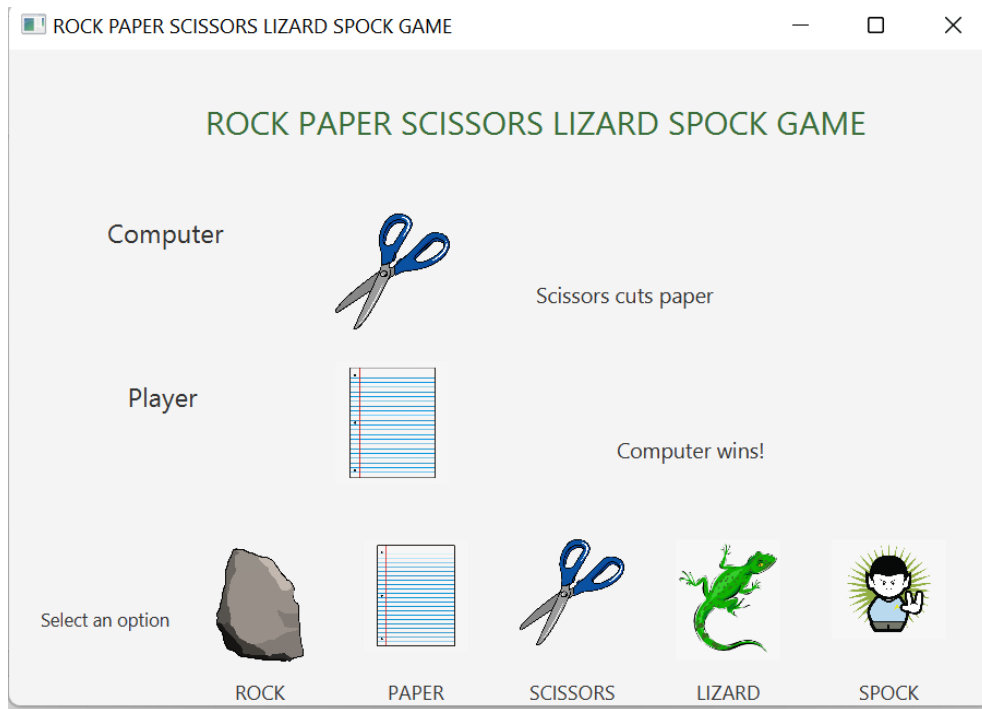 ROCK PAPER SCISSORS LIZARD SPOCK GAME
ROCK PAPER SCISSORS LIZARD SPOCK GAME
Computer
Scissors cuts paper
Player
Computer wins!
Select an option
ROCK PAPER SCISSORS LIZARD SPOCK